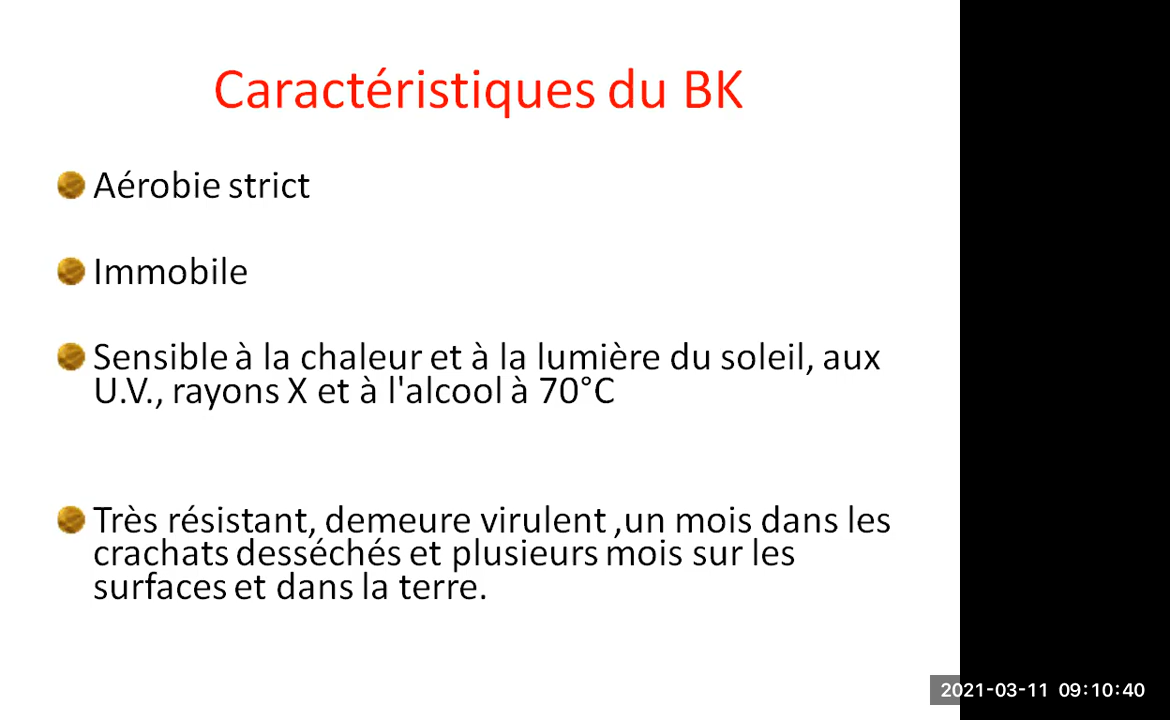 Caractéristiques du BK
Aérobie strict
Immobile
Sensible à la chaleur et à la lumière du soleil, aux
U.V., rayons X et à l'alcool à 70°C
Très résistant, demeure virulent ,un mois dans les
crachats desséchés et plusieurs mois sur les
surfaces et dans la terre.
2021-03-11 09:10:40